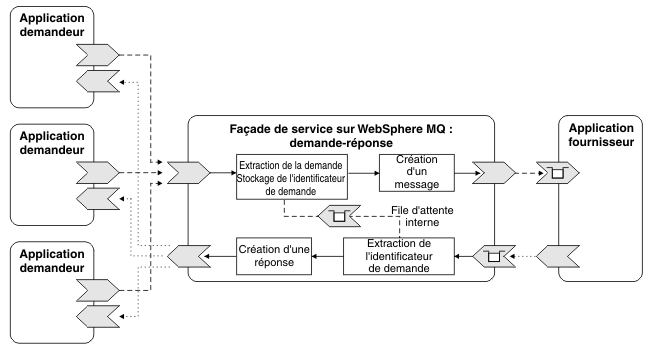 Application
demandeur
Application
demandeur
Application
demandeur
Façade de service sur WebSphere MQ :
demande-réponse
Extraction de la demande
Stockage de l'identificateur
de demande
Création
d'un
message
File d'attente
interne
Création d'une
réponse
Extraction de
l'identificateur
de demande
Application
fournisseur